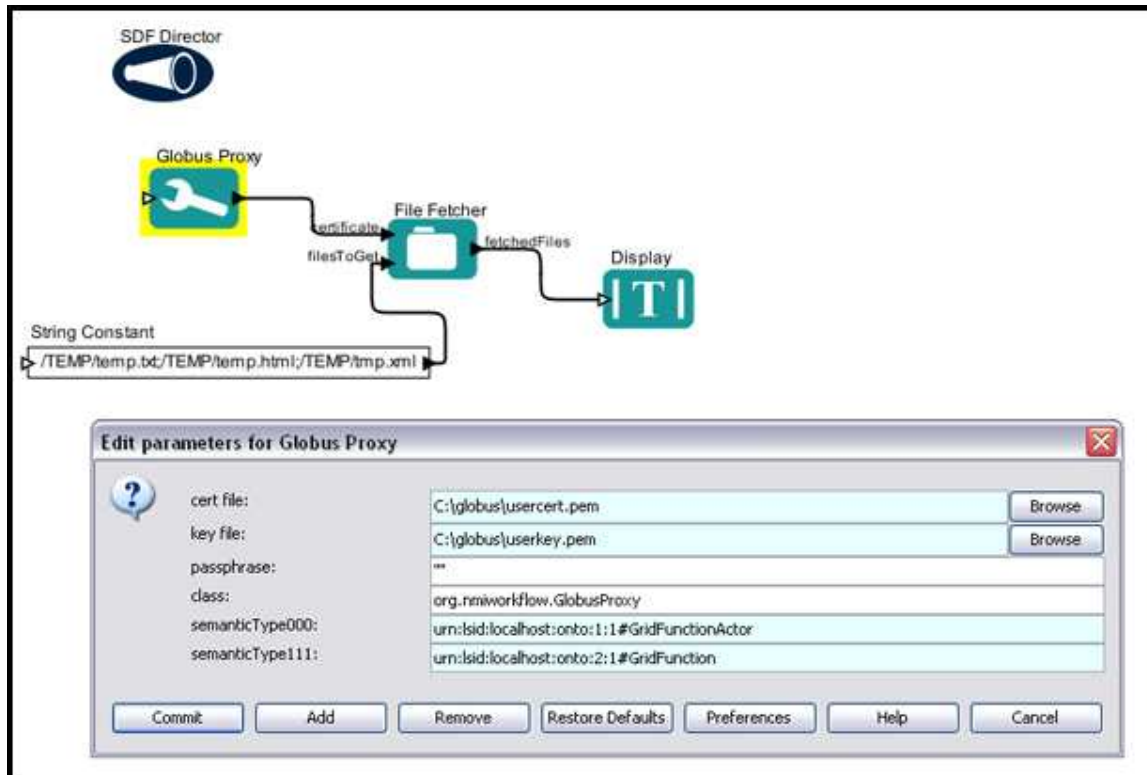 SDF Director
Globus Proxy
File Fetcher
certificate
filesToGet
fetchedFiles
Display
T
String Constant
/TEMP/temp.txt;/TEMP/temp.html;/TEMP/tmp.xml
Edit parameters for Globus Proxy
?
cert file: C:\globus\usercert.pem Browse
key file: C:\globus\userkey.pem Browse
passphrase: ""
class: org.nmiworkflow.GlobusProxy
semanticType000: urn:lsid:localhost:onto:1:1#GridFunctionActor
semanticType111: urn:lsid:localhost:onto:2:1#GridFunction
Commit Add Remove Restore Defaults Preferences Help Cancel